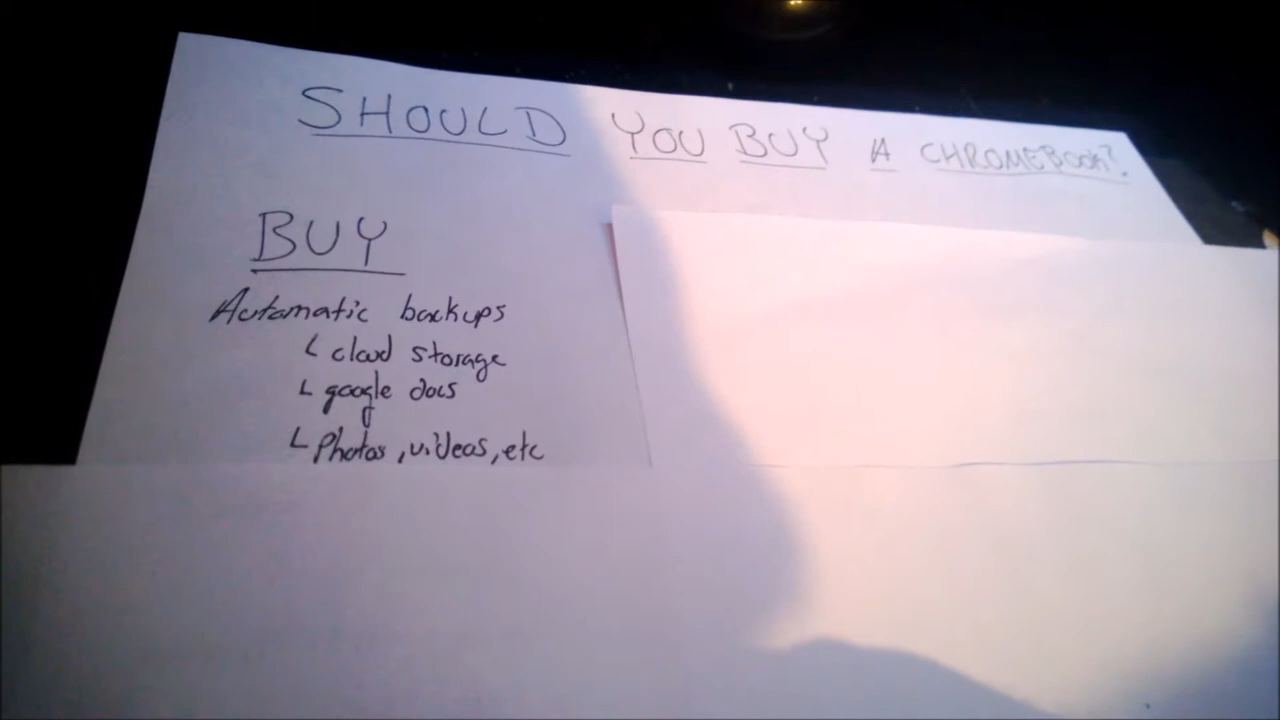 SHOULD YOU BUY A CHROMEBOOK?
BUY
Automatic backups
cloud storage
google docs
Photos, videos, etc